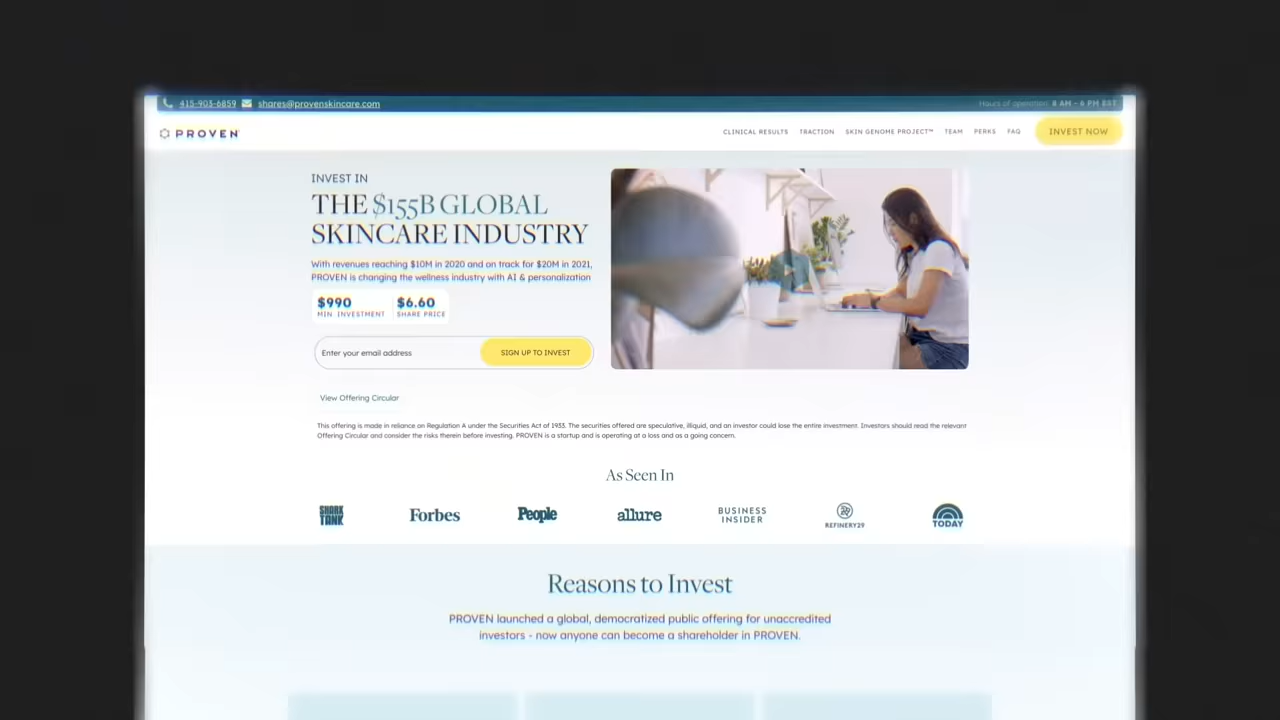 415-903-6859 shares@provenskincare.com Hours of operation: 8 AM - 6 PM EST
PROVEN CLINICAL RESULTS TRACTION SKIN GENOME PROJECT™ TEAM PERKS FAQ INVEST NOW
INVEST IN
THE $155B GLOBAL
SKINCARE INDUSTRY
With revenues reaching $10M in 2020 and on track for $20M in 2021,
PROVEN is changing the wellness industry with AI & personalization
$990 $6.60
MIN. INVESTMENT SHARE PRICE
Enter your email address SIGN UP TO INVEST
View Offering Circular
This offering is made in reliance on Regulation A under the Securities Act of 1933. The securities offered are speculative, illiquid, and an investor could lose the entire investment. Investors should read the relevant
Offering Circular and consider the risks therein before investing. PROVEN is a startup and is operating at a loss and as a going concern.
As Seen In
SHARK
TANK
Forbes
People
allure
BUSINESS
INSIDER
REFINERY29
TODAY
Reasons to Invest
PROVEN launched a global, democratized public offering for unaccredited
investors - now anyone can become a shareholder in PROVEN.